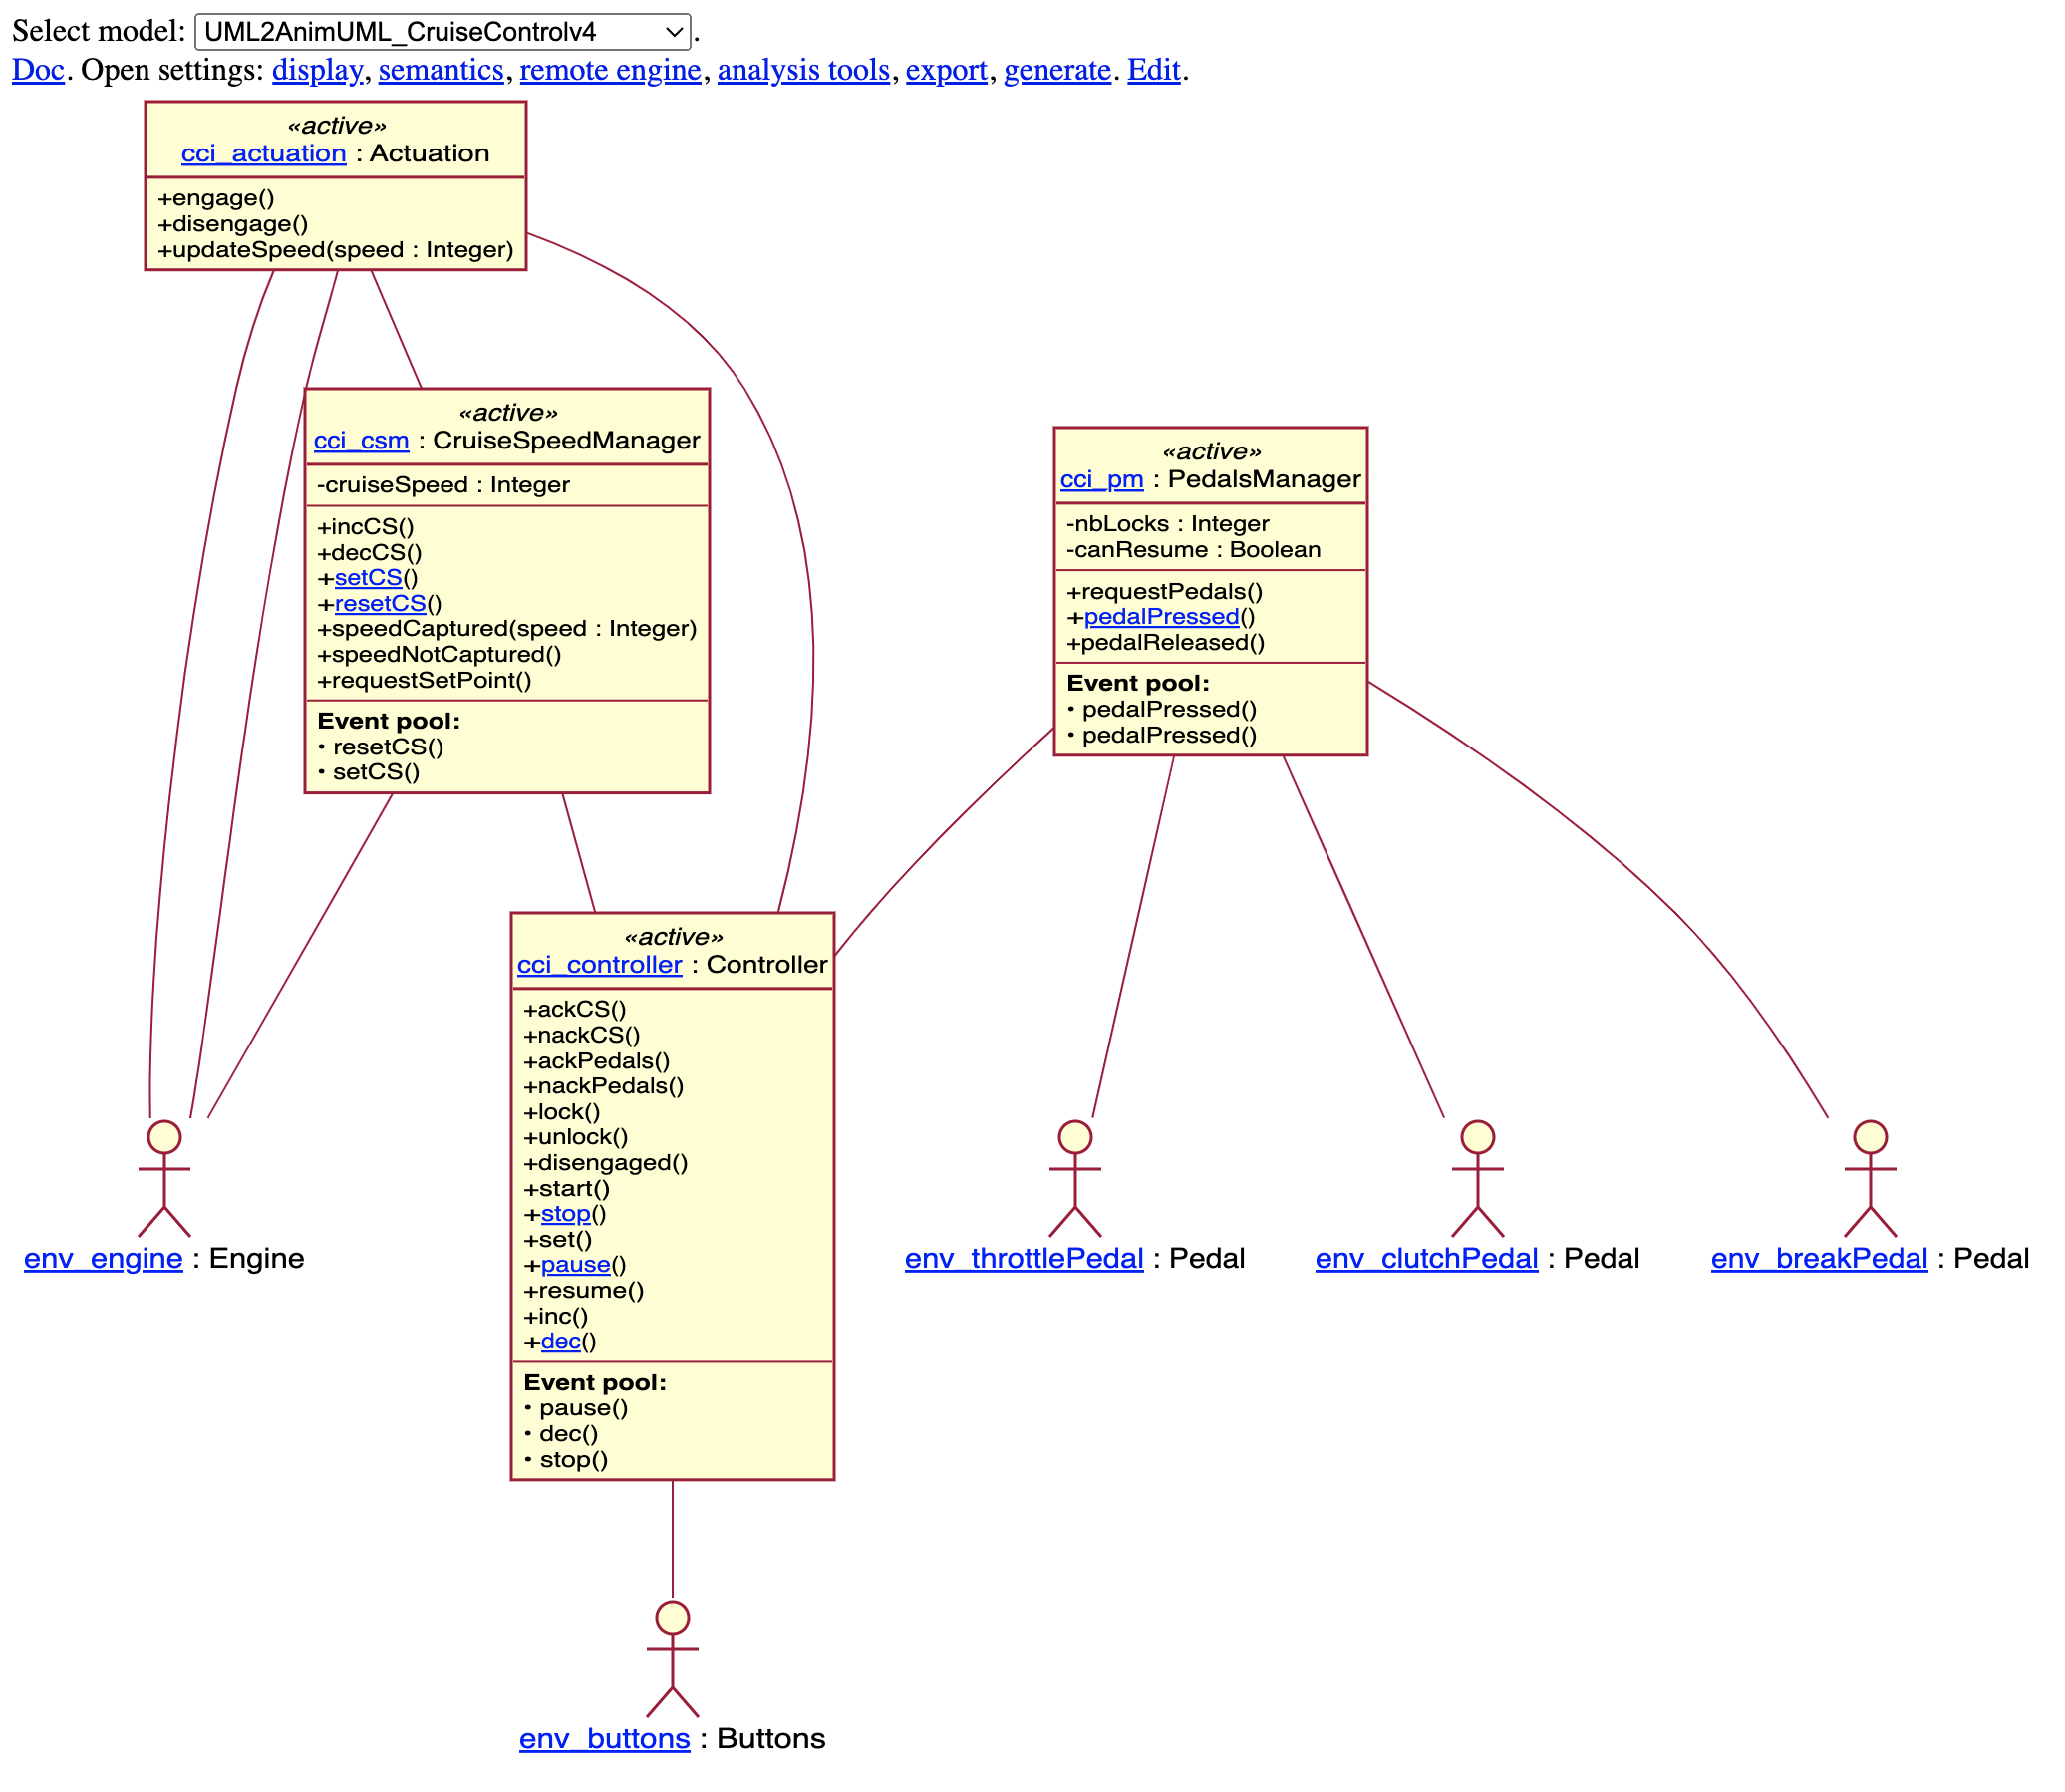 Select model: UML2AnimUML_CruiseControlv4.
Doc. Open settings: display, semantics, remote engine, analysis tools, export, generate. Edit.
«active»
cci_actuation : Actuation
+engage()
+disengage()
+updateSpeed(speed : Integer)
«active»
cci_csm : CruiseSpeedManager
-cruiseSpeed : Integer
+incCS()
+decCS()
+setCS()
+resetCS()
+speedCaptured(speed : Integer)
+speedNotCaptured()
+requestSetPoint()
Event pool:
• resetCS()
• setCS()
«active»
cci_pm : PedalsManager
-nbLocks : Integer
-canResume : Boolean
+requestPedals()
+pedalPressed()
+pedalReleased()
Event pool:
• pedalPressed()
• pedalPressed()
«active»
cci_controller : Controller
+ackCS()
+nackCS()
+ackPedals()
+nackPedals()
+lock()
+unlock()
+disengaged()
+start()
+stop()
+set()
+pause()
+resume()
+inc()
+dec()
Event pool:
• pause()
• dec()
• stop()
env_engine : Engine
env_throttlePedal : Pedal
env_clutchPedal : Pedal
env_breakPedal : Pedal
env_buttons : Buttons